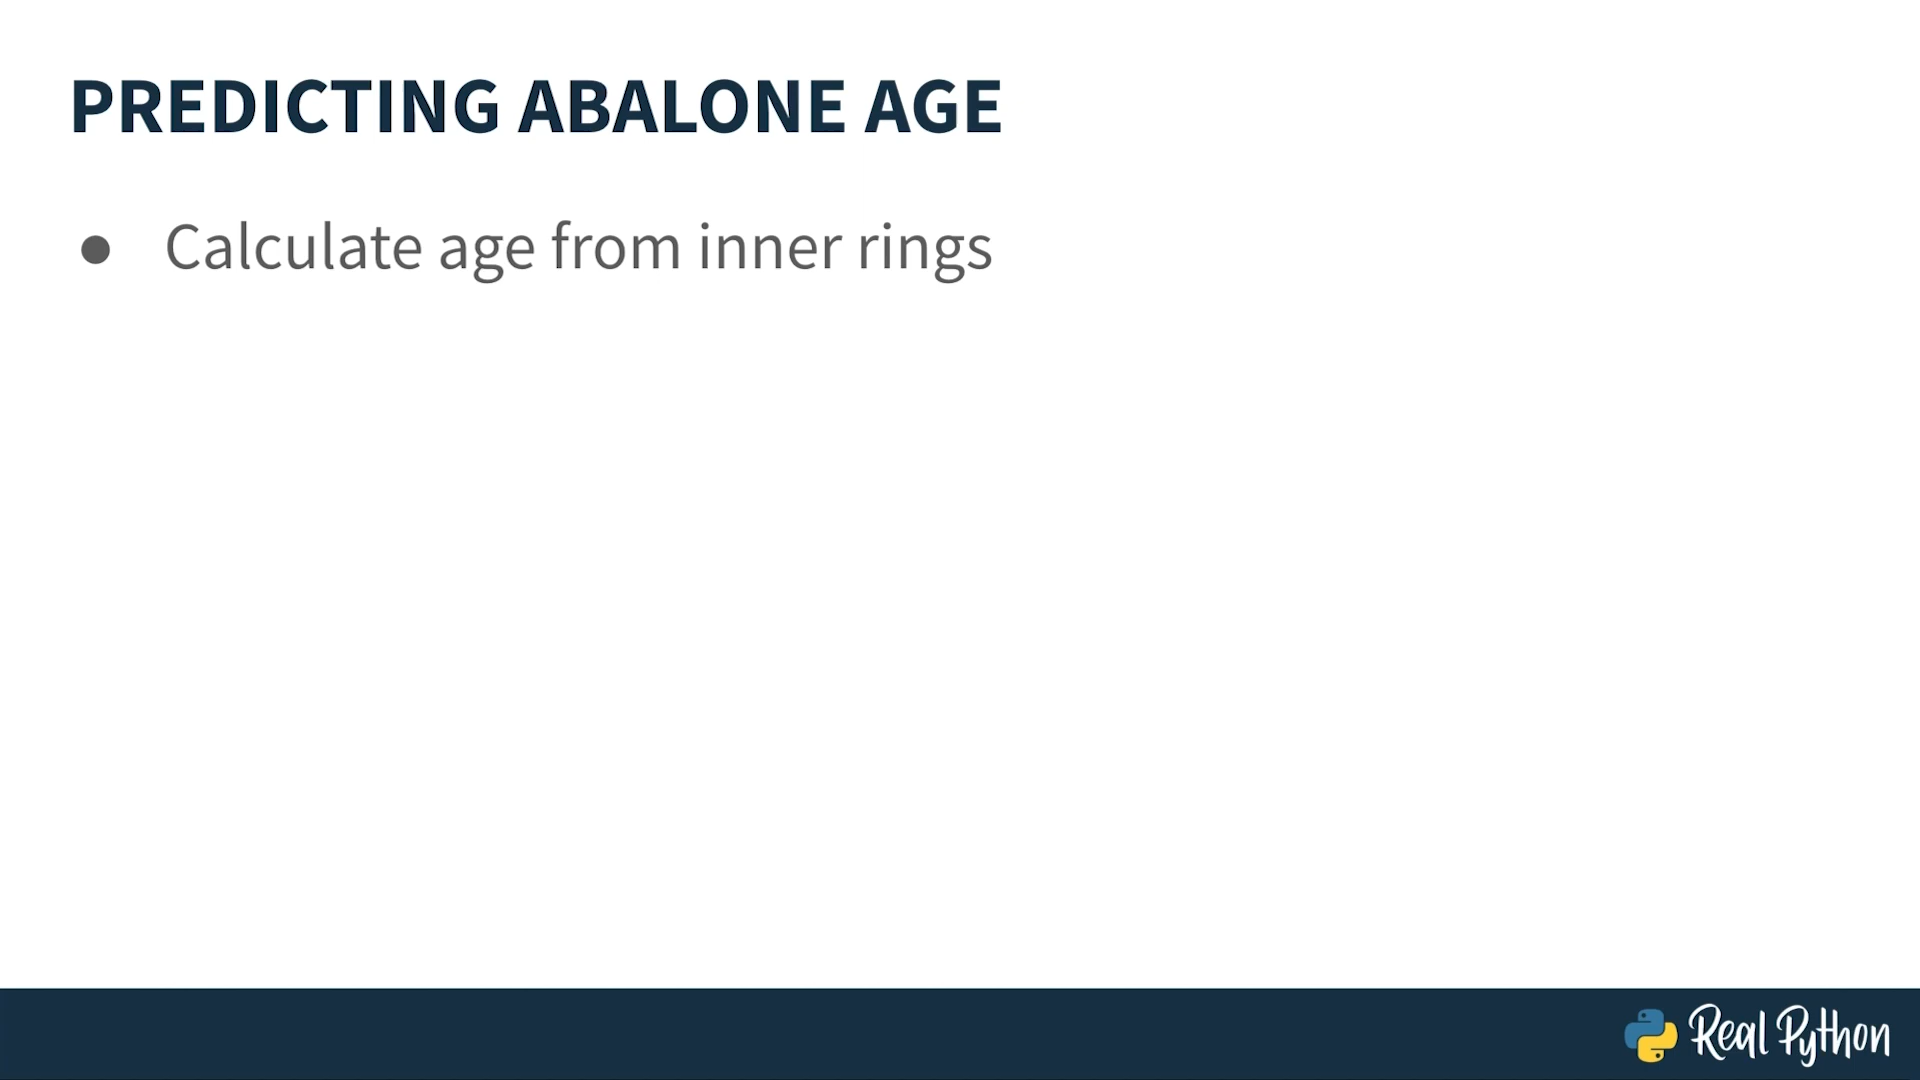 PREDICTING ABALONE AGE
● Calculate age from inner rings
Real Python